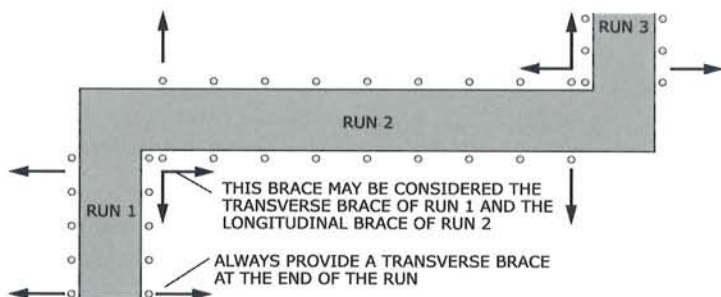 RUN 3
RUN 2
RUN 1
THIS BRACE MAY BE CONSIDERED THE
TRANSVERSE BRACE OF RUN 1 AND THE
LONGITUDINAL BRACE OF RUN 2
ALWAYS PROVIDE A TRANSVERSE BRACE
AT THE END OF THE RUN